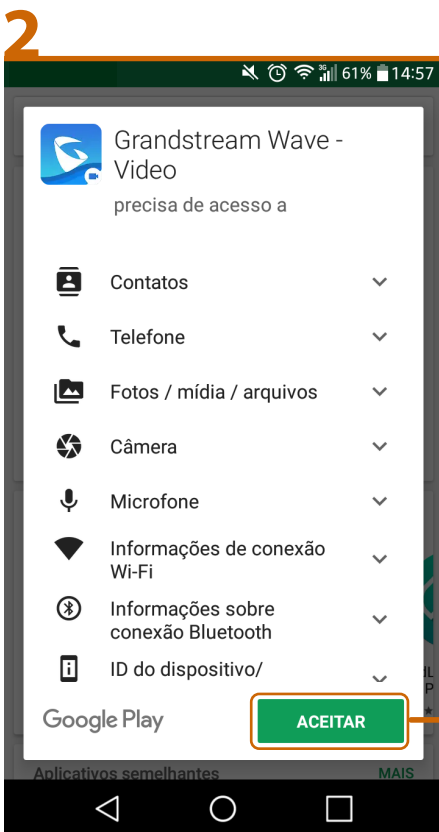 2
3G 61% 14:57
Grandstream Wave -
Video
precisa de acesso a
Contatos
Telefone
Fotos / mídia / arquivos
Câmera
Microfone
Informações de conexão
Wi-Fi
Informações sobre
conexão Bluetooth
ID do dispositivo/
Google Play
ACEITAR
Aplicativos semelhantes MAIS